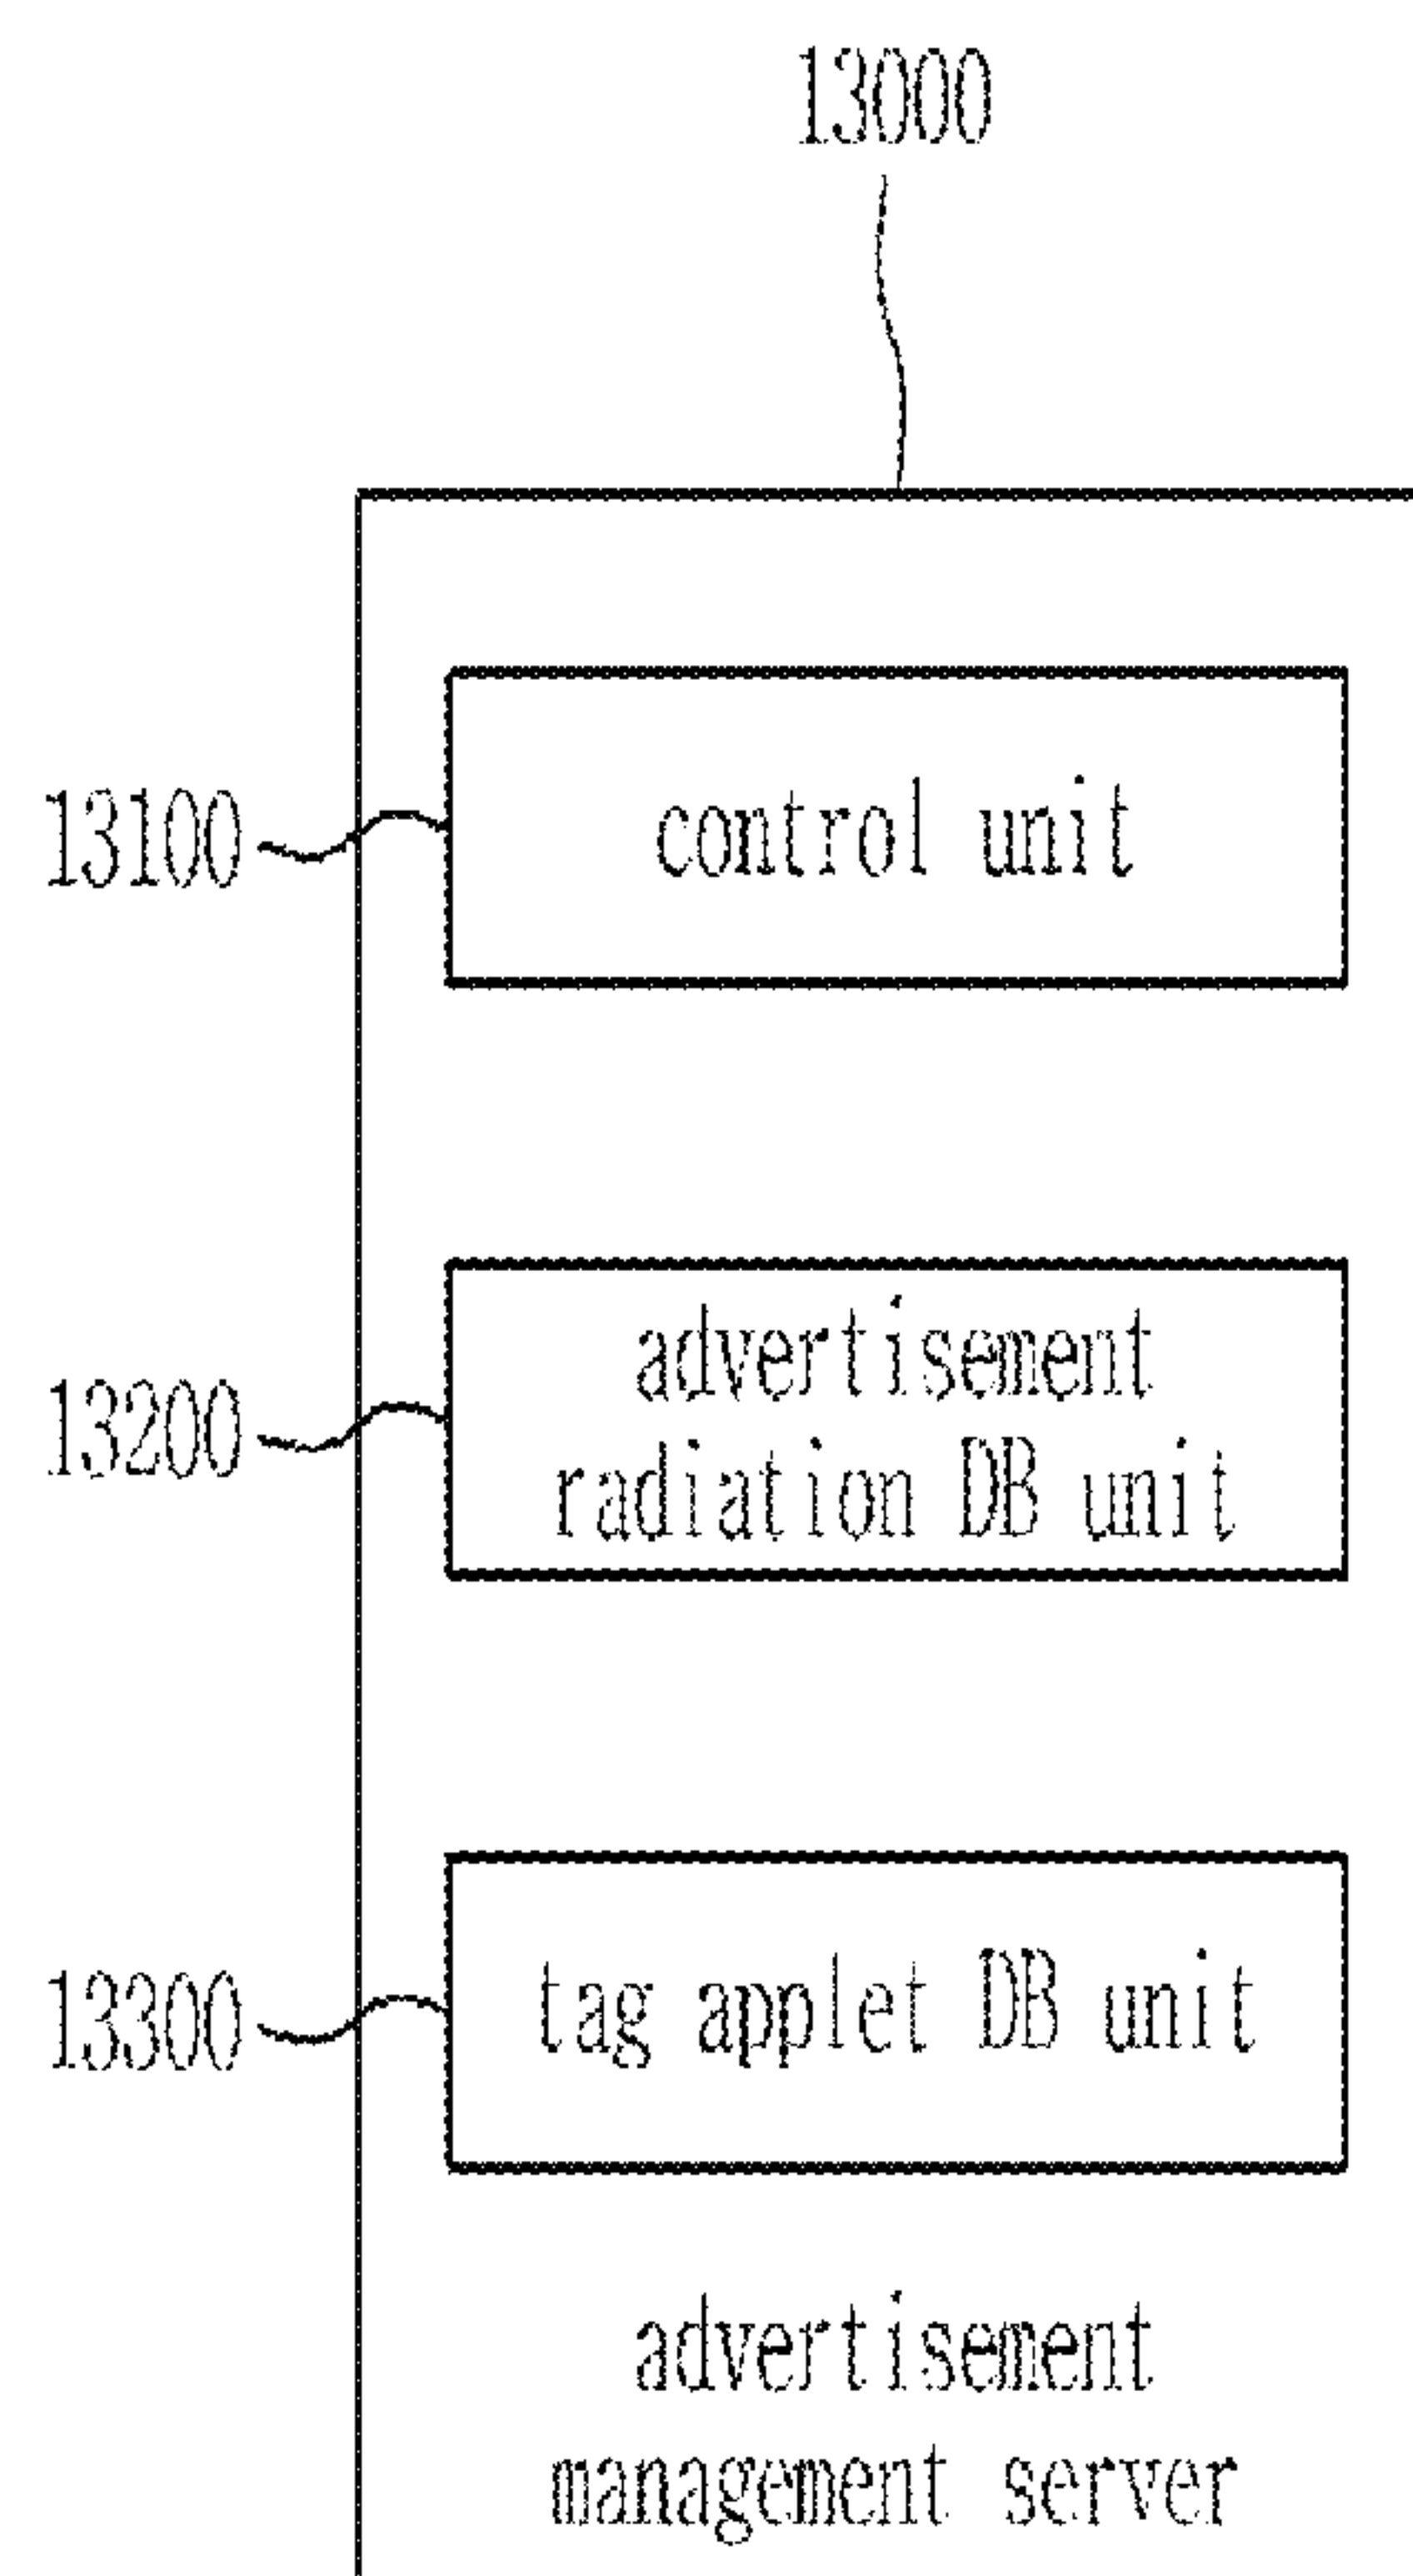 13000
13100
control unit
13200
advertisement
radiation DB unit
13300
tag applet DB unit
advertisement
management server